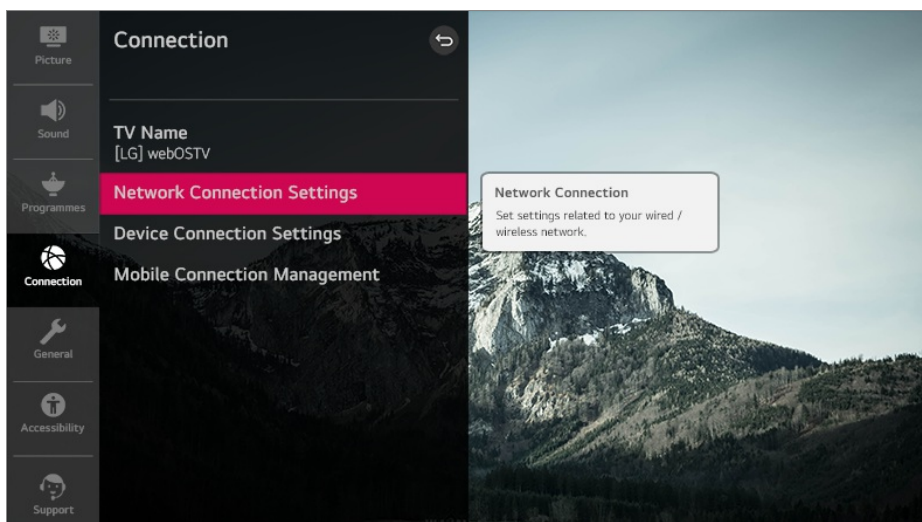 Picture
Sound
Programmes
Connection
General
Accessibility
Support
Connection
TV Name
[LG] webOSTV
Network Connection Settings
Device Connection Settings
Mobile Connection Management
Network Connection
Set settings related to your wired /
wireless network.